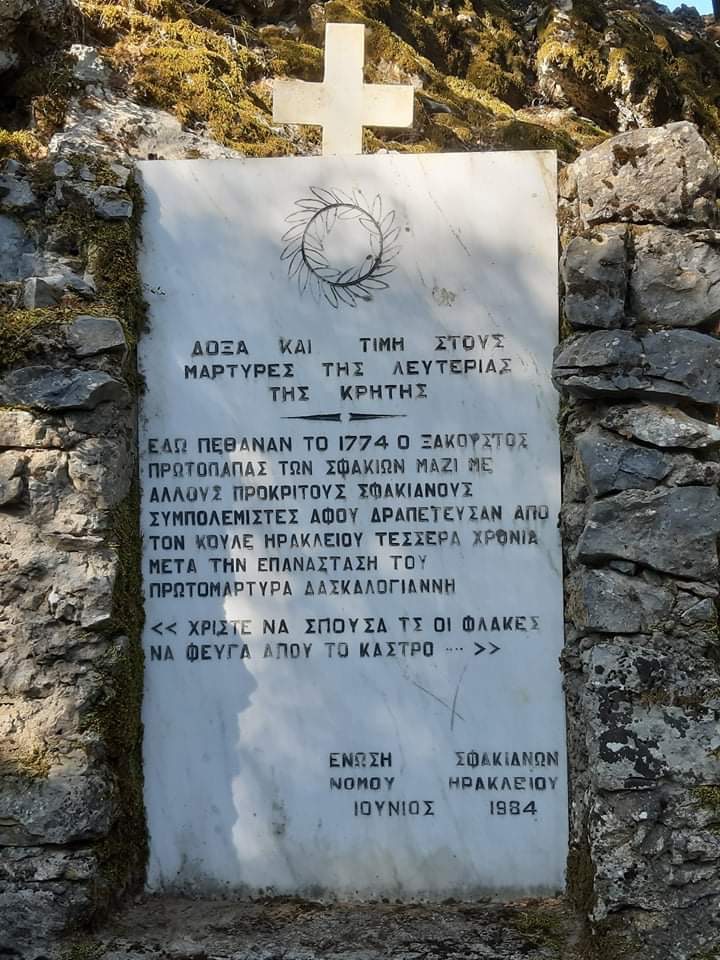 ΔΟΞΑ ΚΑΙ ΤΙΜΗ ΣΤΟΥΣ
ΜΑΡΤΥΡΕΣ ΤΗΣ ΛΕΥΤΕΡΙΑΣ
ΤΗΣ ΚΡΗΤΗΣ
ΕΔΩ ΠΕΘΑΝΑΝ ΤΟ 1774 Ο ΞΑΚΟΥΣΤΟΣ
ΠΡΩΤΟΠΑΠΑΣ ΤΩΝ ΣΦΑΚΙΩΝ ΜΑΖΙ ΜΕ
ΑΛΛΟΥΣ ΠΡΟΚΡΙΤΟΥΣ ΣΦΑΚΙΑΝΟΥΣ
ΣΥΜΠΟΛΕΜΙΣΤΕΣ ΑΦΟΥ ΔΡΑΠΕΤΕΥΣΑΝ ΑΠΟ
ΤΟΝ ΚΟΥΛΕ ΗΡΑΚΛΕΙΟΥ ΤΕΣΣΕΡΑ ΧΡΟΝΙΑ
ΜΕΤΑ ΤΗΝ ΕΠΑΝΑΣΤΑΣΗ ΤΟΥ
ΠΡΩΤΟΜΑΡΤΥΡΑ ΔΑΣΚΑΛΟΓΙΑΝΝΗ
<< ΧΡΙΣΤΕ ΝΑ ΣΠΟΥΣΑ ΤΣ ΟΙ ΦΛΑΚΕΣ
ΝΑ ΦΕΥΓΑ ΑΠΟΥ ΤΟ ΚΑΣΤΡΟ ... >>
ΕΝΩΣΗ ΣΦΑΚΙΑΝΩΝ
ΝΟΜΟΥ ΗΡΑΚΛΕΙΟΥ
ΙΟΥΝΙΟΣ 1984